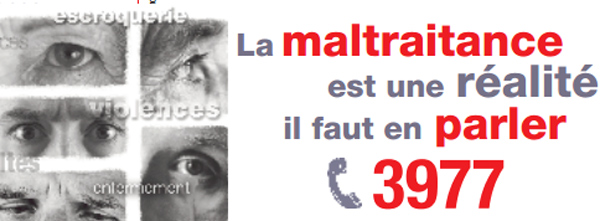 escroquerie
violences
enfermement
La maltraitance
est une réalité
il faut en parler
3977